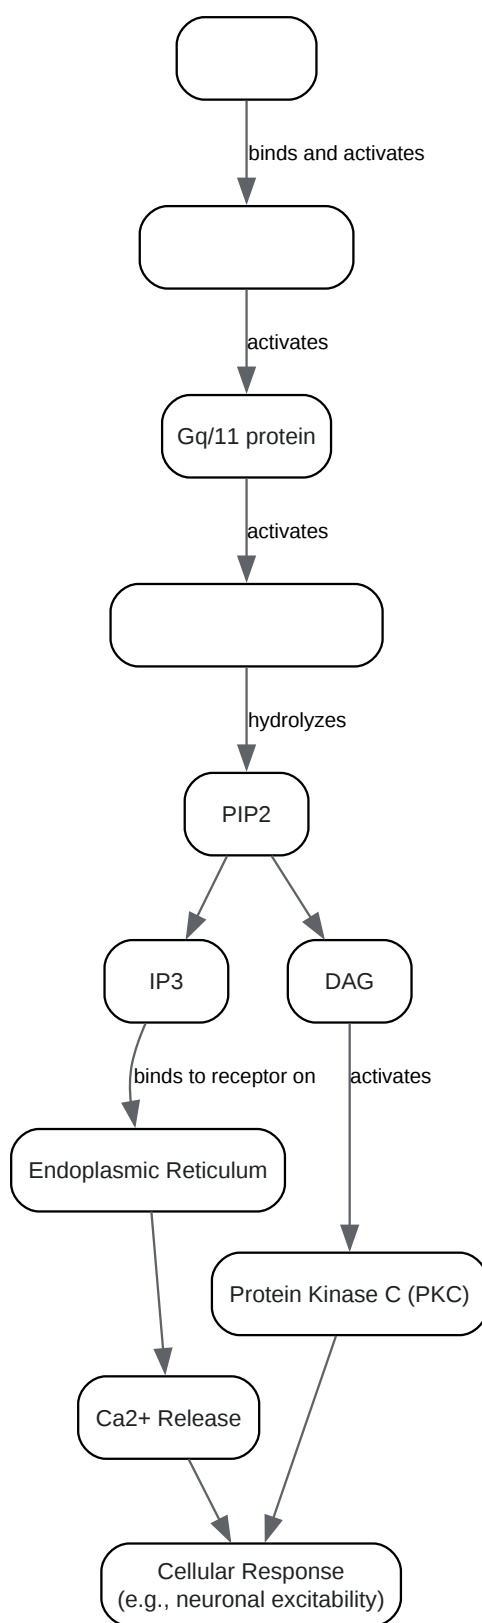 binds and activates
activates
Gq/11 protein
activates
hydrolyzes
PIP2
IP3
DAG
binds to receptor on
activates
Endoplasmic Reticulum
Protein Kinase C (PKC)
Ca2+ Release
Cellular Response
(e.g., neuronal excitability)